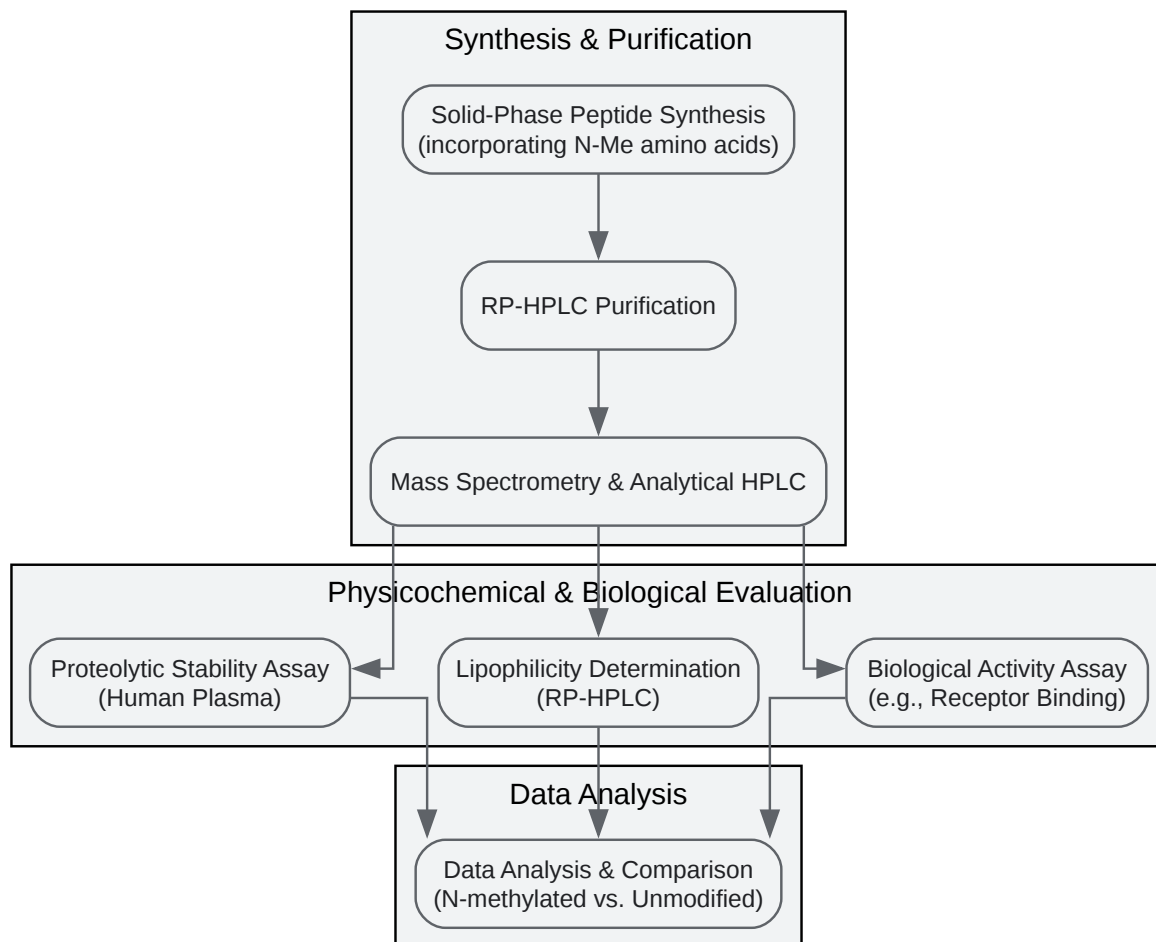 Synthesis & Purification
Solid-Phase Peptide Synthesis
(incorporating N-Me amino acids)
RP-HPLC Purification
Mass Spectrometry & Analytical HPLC
Physicochemical & Biological Evaluation
Proteolytic Stability Assay
(Human Plasma)
Lipophilicity Determination
(RP-HPLC)
Biological Activity Assay
(e.g., Receptor Binding)
Data Analysis
Data Analysis & Comparison
(N-methylated vs. Unmodified)